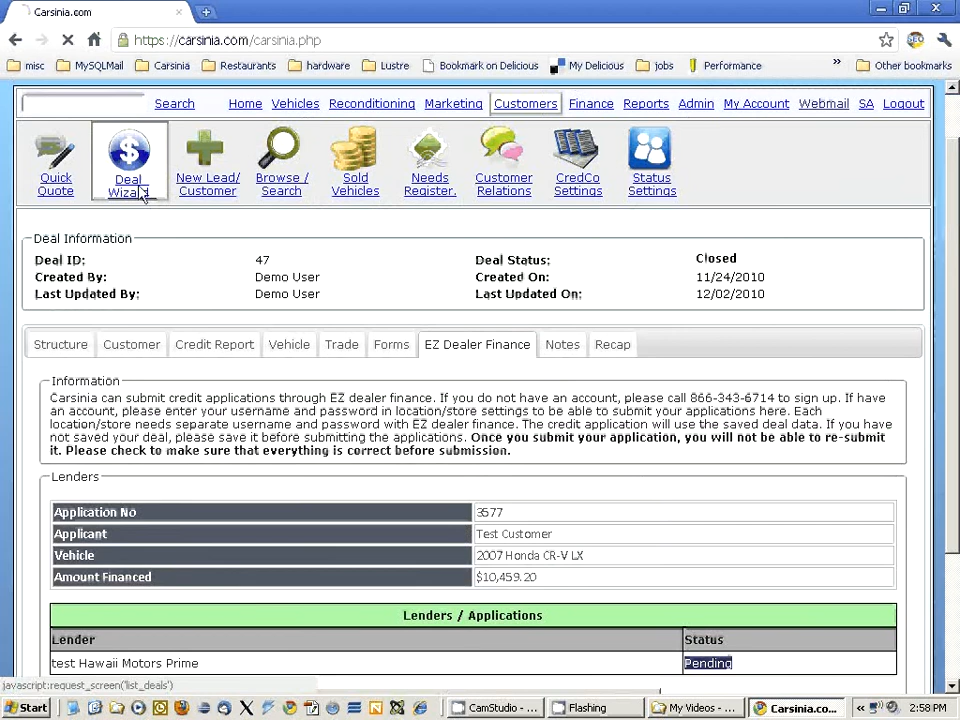 Carsinia.com
https://carsinia.com/carsinia.php
misc MySQLMail Carsinia Restaurants hardware Lustre Bookmark on Delicious My Delicious jobs Performance » Other bookmarks
Search Home Vehicles Reconditioning Marketing Customers Finance Reports Admin My Account Webmail SA Logout
Quick Quote
Deal Wizard
New Lead/ Customer
Browse / Search
Sold Vehicles
Needs Register.
Customer Relations
CredCo Settings
Status Settings
Deal Information
Deal ID: 47 Deal Status: Closed
Created By: Demo User Created On: 11/24/2010
Last Updated By: Demo User Last Updated On: 12/02/2010
Structure Customer Credit Report Vehicle Trade Forms EZ Dealer Finance Notes Recap
Information
Carsinia can submit credit applications through EZ dealer finance. If you do not have an account, please call 866-343-6714 to sign up. If have
an account, please enter your username and password in location/store settings to be able to submit your applications here. Each
location/store needs separate username and password with EZ dealer finance. The credit application will use the saved deal data. If you have
not saved your deal, please save it before submitting the applications. Once you submit your application, you will not be able to re-submit
it. Please check to make sure that everything is correct before submission.
Lenders
Application No 3577
Applicant Test Customer
Vehicle 2007 Honda CR-V LX
Amount Financed $10,459.20
Lenders / Applications
Lender Status
test Hawaii Motors Prime Pending
javascript:request_screen('list_deals')
Start CamStudio - ... Flashing My Videos - ... Carsinia.co... « 2:58 PM